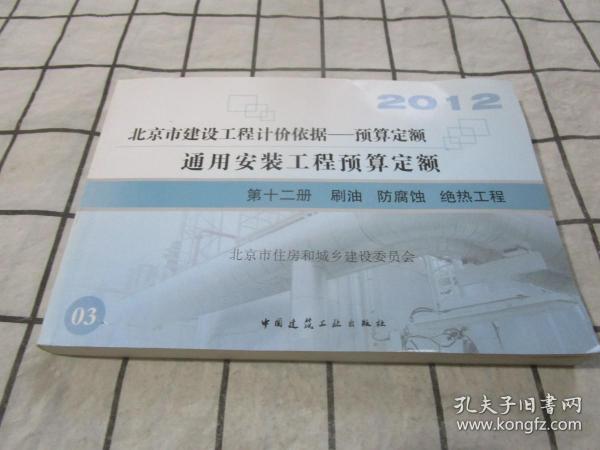 2012
北京市建设工程计价依据——预算定额
通用安装工程预算定额
第十二册 刷油 防腐蚀 绝热工程
北京市住房和城乡建设委员会
03
中国建筑工业出版社
孔夫子旧书网
www.kongfz.com